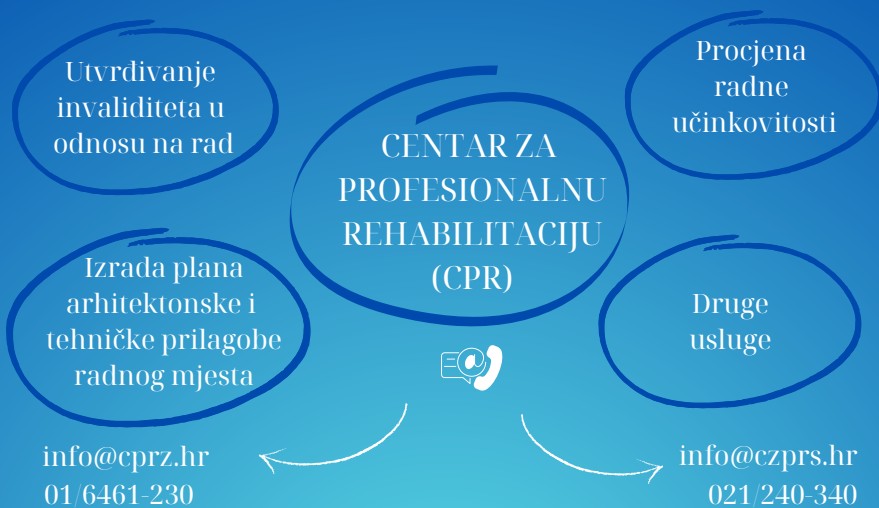 Utvrđivanje
invaliditeta u
odnosu na rad
Procjena
radne
učinkovitosti
CENTAR ZA
PROFESIONALNU
REHABILITACIJU
(CPR)
Izrada plana
arhitektonske i
tehničke prilagobe
radnog mjesta
Druge
usluge
info@cprz.hr
01/6461-230
info@czprs.hr
021/240-340